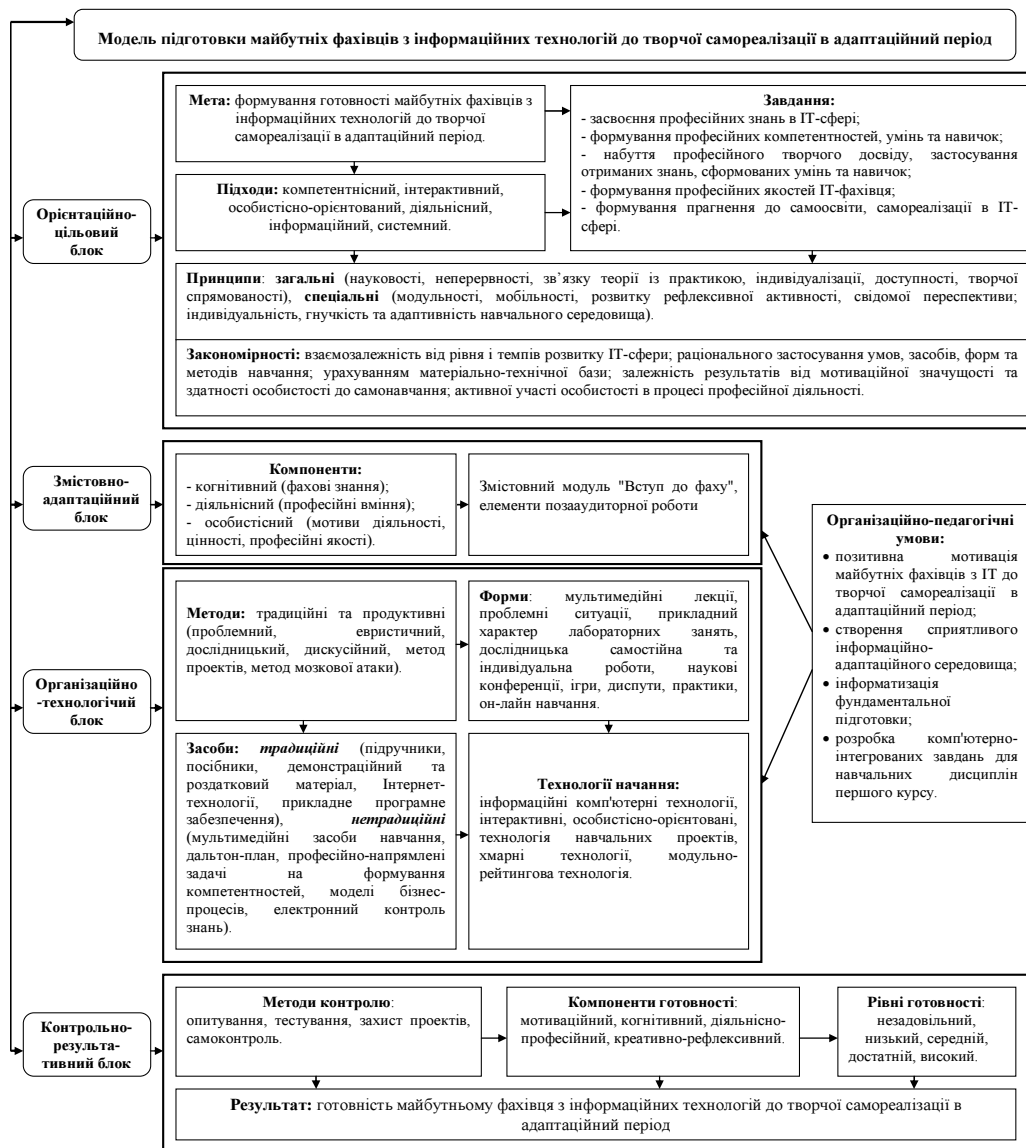 Модель підготовки майбутніх фахівців з інформаційних технологій до творчої самореалізації в адаптаційний період
Орієнтаційно-
цільовий
блок
Мета: формування готовності майбутніх фахівців з
інформаційних технологій до творчої
самореалізації в адаптаційний період.
Підходи: компетентнісний, інтерактивний,
особистісно-орієнтований, діяльнісний,
інформаційний, системний.
Завдання:
- засвоєння професійних знань в ІТ-сфері;
- формування професійних компетентностей, умінь та навичок;
- набуття професійного творчого досвіду, застосування
отриманих знань, сформованих умінь та навичок;
- формування професійних якостей ІТ-фахівця;
- формування прагнення до самоосвіти, самореалізації в ІТ-
сфері.
Принципи: загальні (науковості, неперервності, зв’язку теорії із практикою, індивідуалізації, доступності, творчої
спрямованості), спеціальні (модульності, мобільності, розвитку рефлексивної активності, свідомої переспективи;
індивідуальність, гнучкість та адаптивність навчального середовища).
Закономірності: взаємозалежність від рівня і темпів розвитку ІТ-сфери; раціонального застосування умов, засобів, форм та
методів навчання; урахуванням матеріально-технічної бази; залежність результатів від мотиваційної значущості та
здатності особистості до самонавчання; активної участі особистості в процесі професійної діяльності.
Змістовно-
адаптаційний
блок
Компоненти:
- когнітивний (фахові знання);
- діяльнісний (професійні вміння);
- особистісний (мотиви діяльності,
цінності, професійні якості).
Змістовний модуль "Вступ до фаху",
елементи позааудиторної роботи
Організаційно-педагогічні
умови:
• позитивна мотивація
майбутніх фахівців з ІТ до
творчої самореалізації в
адаптаційний період;
• створення сприятливого
інформаційно-
адаптаційного середовища;
• інформатизація
фундаментальної
підготовки;
• розробка комп'ютерно-
інтегрованих завдань для
навчальних дисциплін
першого курсу.
Організаційно
-технологічий
блок
Методи: традиційні та продуктивні
(проблемний, евристичний,
дослідницький, дискусійний, метод
проектів, метод мозкової атаки).
Форми: мультимедійні лекції,
проблемні ситуації, прикладний
характер лабораторних занять,
дослідницька самостійна та
індивідуальна роботи, наукові
конференції, ігри, диспути, практики,
он-лайн навчання.
Засоби: традиційні (підручники,
посібники, демонстраційний та
роздатковий матеріал, Інтернет-
технології, прикладне програмне
забезпечення), нетрадиційні
(мультимедійні засоби навчання,
дальтон-план, професійно-напрямлені
задачі на формування
компетентностей, моделі бізнес-
процесів, електронний контроль
знань).
Технології начання:
інформаційні комп'ютерні технології,
інтерактивні, особистісно-орієнтовані,
технологія навчальних проектів,
хмарні технології, модульно-
рейтингова технологія.
Контрольно-
результа-
тивний блок
Методи контролю:
опитування, тестування, захист проектів,
самоконтроль.
Компоненти готовності:
мотиваційний, когнітивний, діяльнісно-
професійний, креативно-рефлексивний.
Рівні готовності:
незадовільний,
низький, середній,
достатній, високий.
Результат: готовність майбутньому фахівця з інформаційних технологій до творчої самореалізації в
адаптаційний період